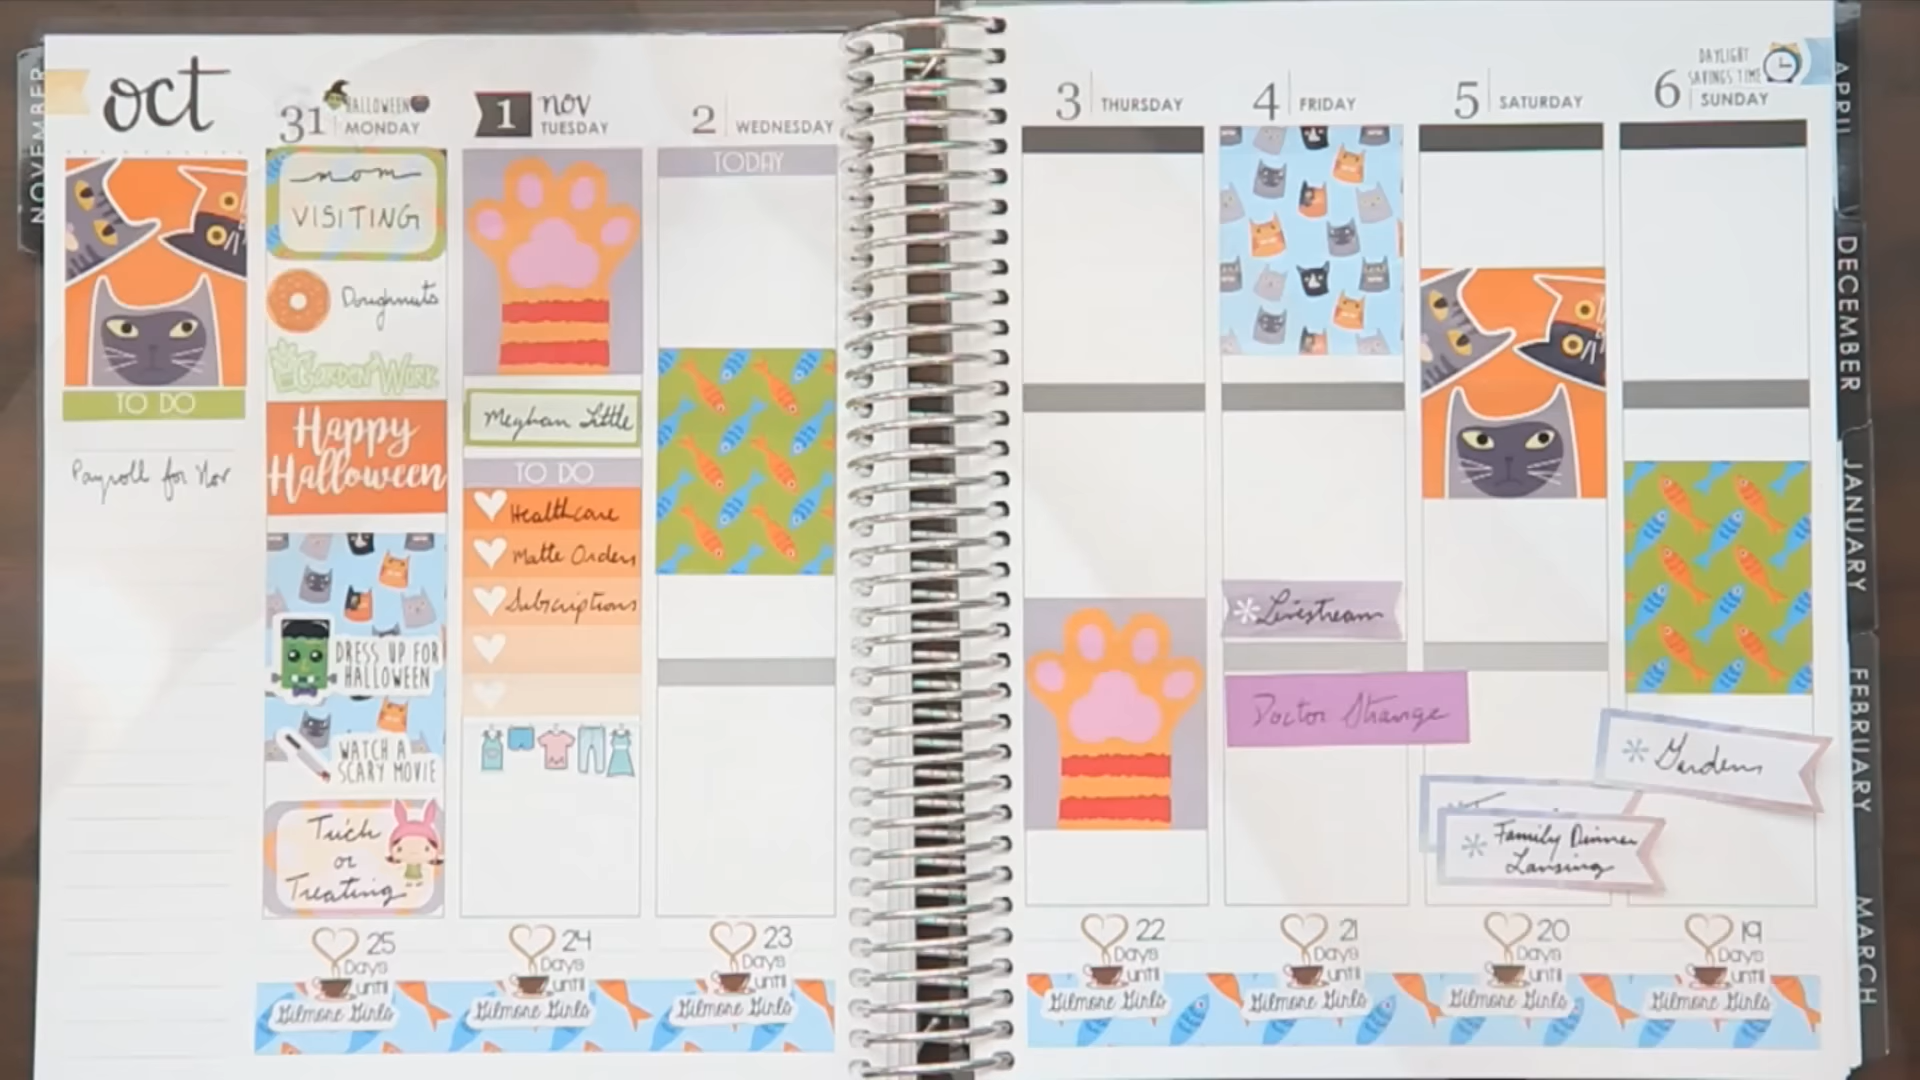 NOVEMBER
oct
TO DO
Payroll for Nov
31
HALLOWEEN
MONDAY
mom
VISITING
Doughnuts
GARDEN WORK
Happy
Halloween
DRESS UP FOR
HALLOWEEN
WATCH A
SCARY MOVIE
Trick
or
Treating
25
Days
until
Gilmore Girls
1
nov
TUESDAY
Meghan Little
TO DO
Healthcare
Matte Orders
Subscriptions
24
Days
until
Gilmore Girls
2
WEDNESDAY
TODAY
23
Days
until
Gilmore Girls
3
THURSDAY
22
Days
until
Gilmore Girls
4
FRIDAY
Livestream
Doctor Strange
21
Days
until
Gilmore Girls
5
SATURDAY
Family Dinner
Lansing
20
Days
until
Gilmore Girls
6
DAYLIGHT
SAVINGS TIME
SUNDAY
Gardens
19
Days
until
Gilmore Girls
APRIL
DECEMBER
JANUARY
FEBRUARY
MARCH